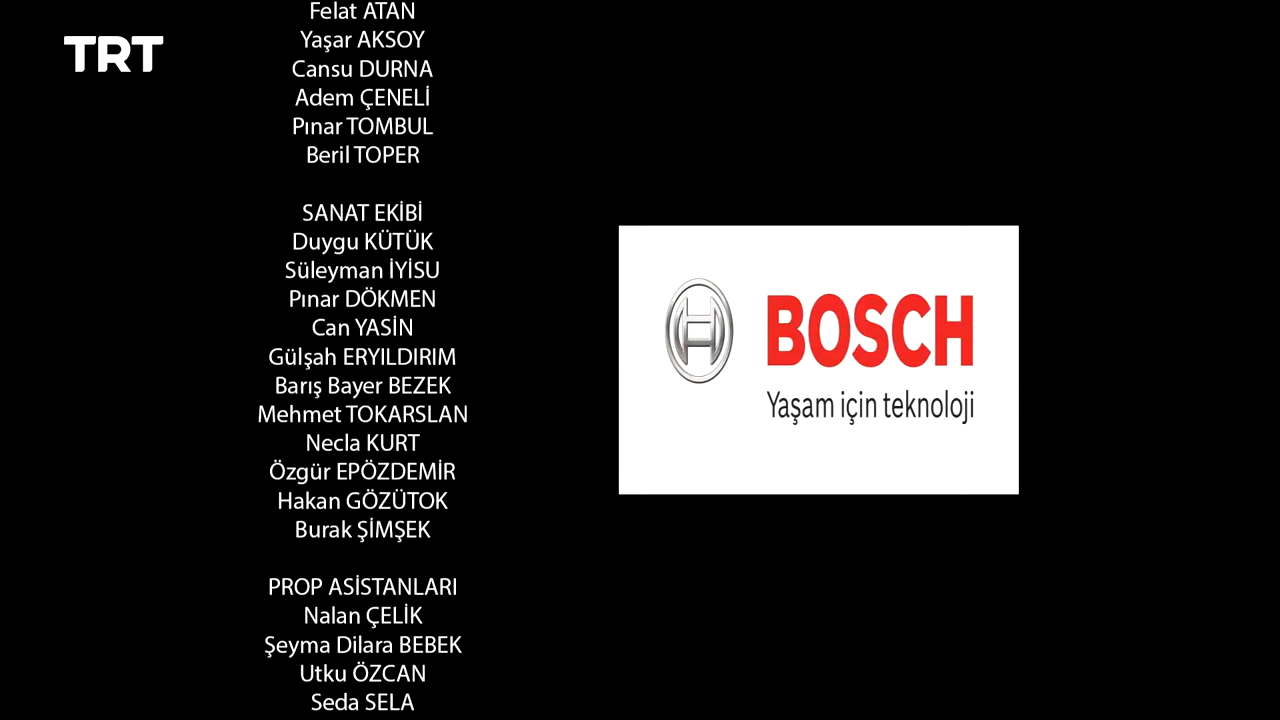 TRT
Felat ATAN
Yaşar AKSOY
Cansu DURNA
Adem ÇENELİ
Pınar TOMBUL
Beril TOPER
SANAT EKİBİ
Duygu KÜTÜK
Süleyman İYİSU
Pınar DÖKMEN
Can YASİN
Gülşah ERYILDIRIM
Barış Bayer BEZEK
Mehmet TOKARSLAN
Necla KURT
Özgür EPÖZDEMİR
Hakan GÖZÜTOK
Burak ŞİMŞEK
PROP ASİSTANLARI
Nalan ÇELİK
Şeyma Dilara BEBEK
Utku ÖZCAN
Seda SELA
BOSCH
Yaşam için teknoloji